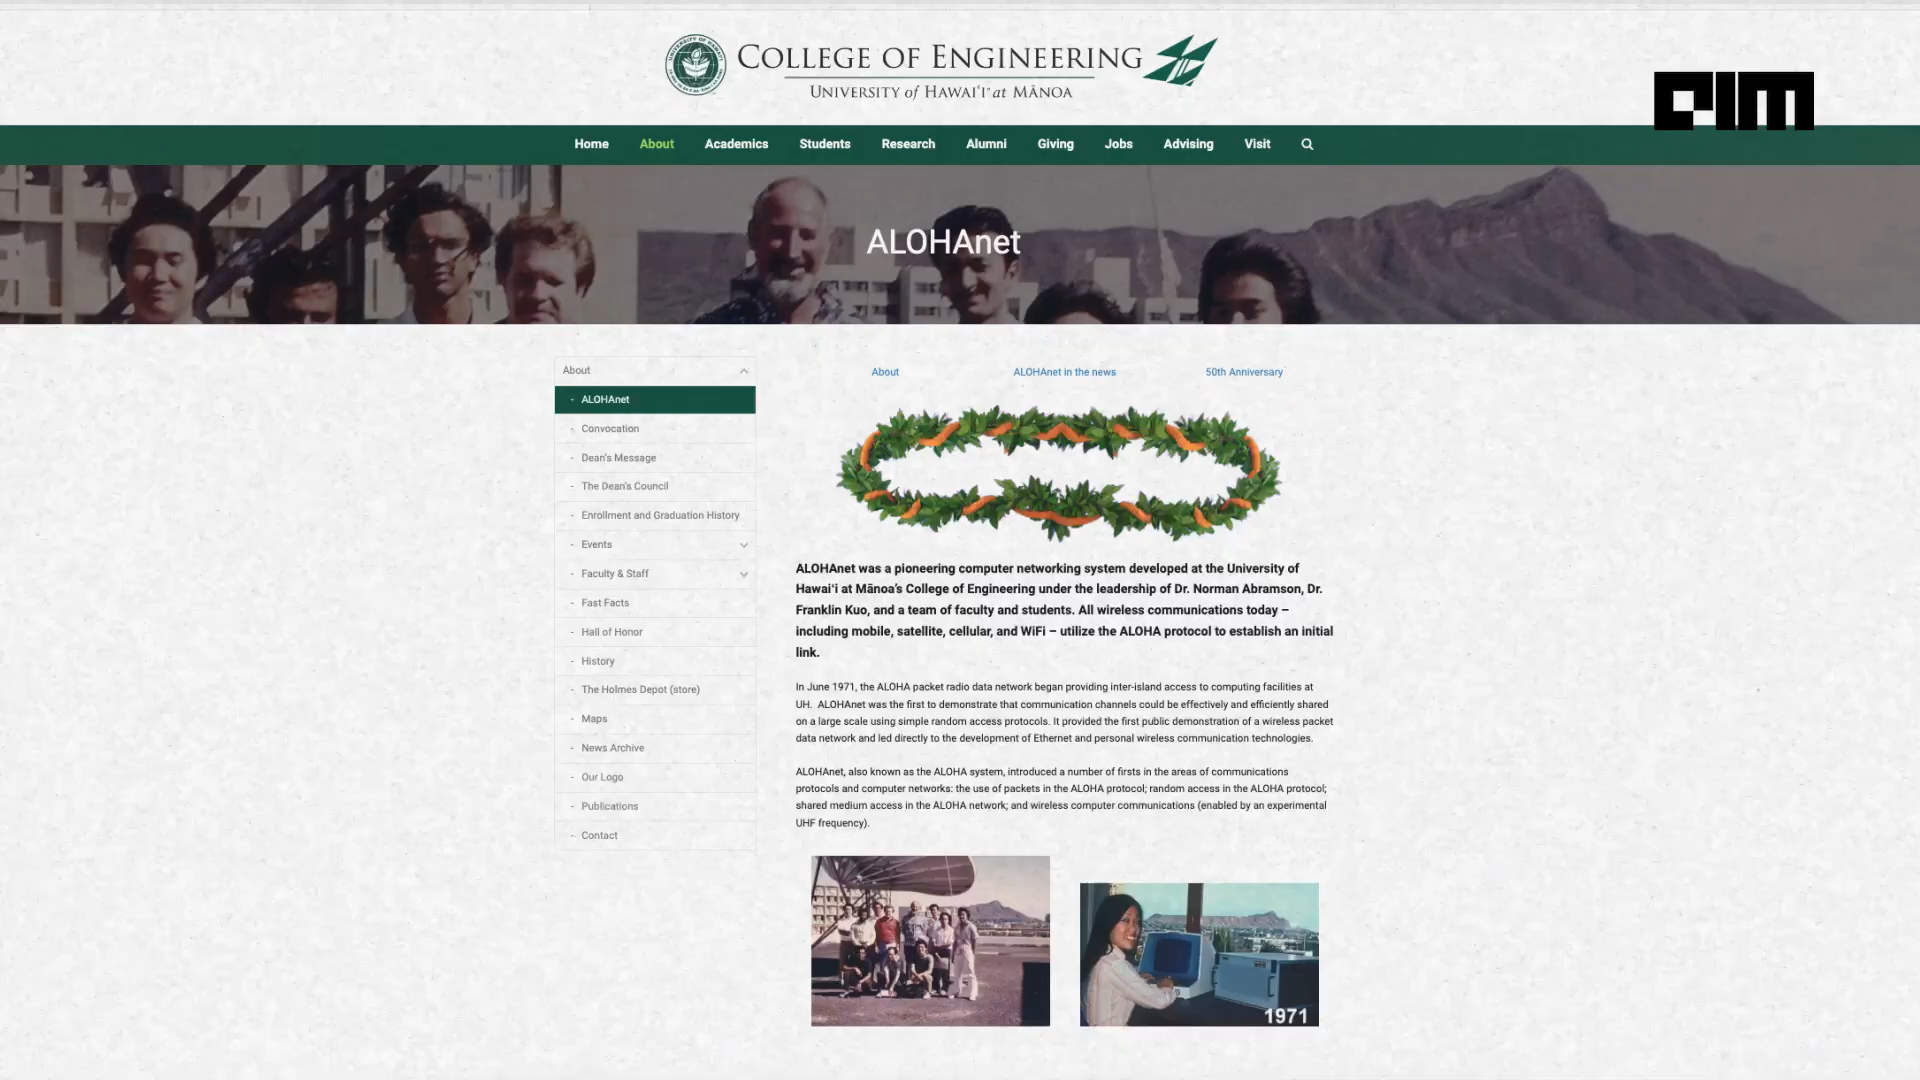 COLLEGE OF ENGINEERING
UNIVERSITY of HAWAIʻI at MĀNOA
AIM
Home About Academics Students Research Alumni Giving Jobs Advising Visit
ALOHAnet
About
- ALOHAnet
- Convocation
- Dean's Message
- The Dean's Council
- Enrollment and Graduation History
- Events
- Faculty & Staff
- Fast Facts
- Hall of Honor
- History
- The Holmes Depot (store)
- Maps
- News Archive
- Our Logo
- Publications
- Contact
About ALOHAnet in the news 50th Anniversary
ALOHAnet was a pioneering computer networking system developed at the University of
Hawaiʻi at Mānoa's College of Engineering under the leadership of Dr. Norman Abramson, Dr.
Franklin Kuo, and a team of faculty and students. All wireless communications today –
including mobile, satellite, cellular, and WiFi – utilize the ALOHA protocol to establish an initial
link.
In June 1971, the ALOHA packet radio data network began providing inter-island access to computing facilities at
UH. ALOHAnet was the first to demonstrate that communication channels could be effectively and efficiently shared
on a large scale using simple random access protocols. It provided the first public demonstration of a wireless packet
data network and led directly to the development of Ethernet and personal wireless communication technologies.
ALOHAnet, also known as the ALOHA system, introduced a number of firsts in the areas of communications
protocols and computer networks: the use of packets in the ALOHA protocol; random access in the ALOHA protocol;
shared medium access in the ALOHA network; and wireless computer communications (enabled by an experimental
UHF frequency).
1971